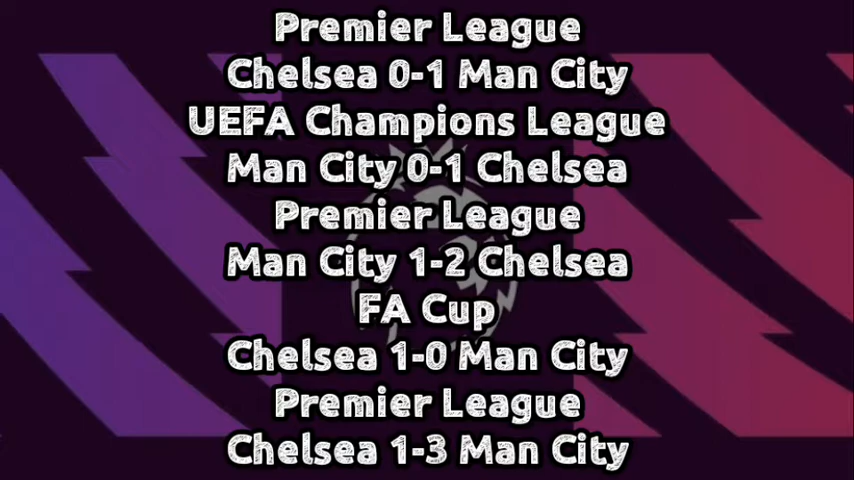 Premier League
Chelsea 0-1 Man City
UEFA Champions League
Man City 0-1 Chelsea
Premier League
Man City 1-2 Chelsea
FA Cup
Chelsea 1-0 Man City
Premier League
Chelsea 1-3 Man City